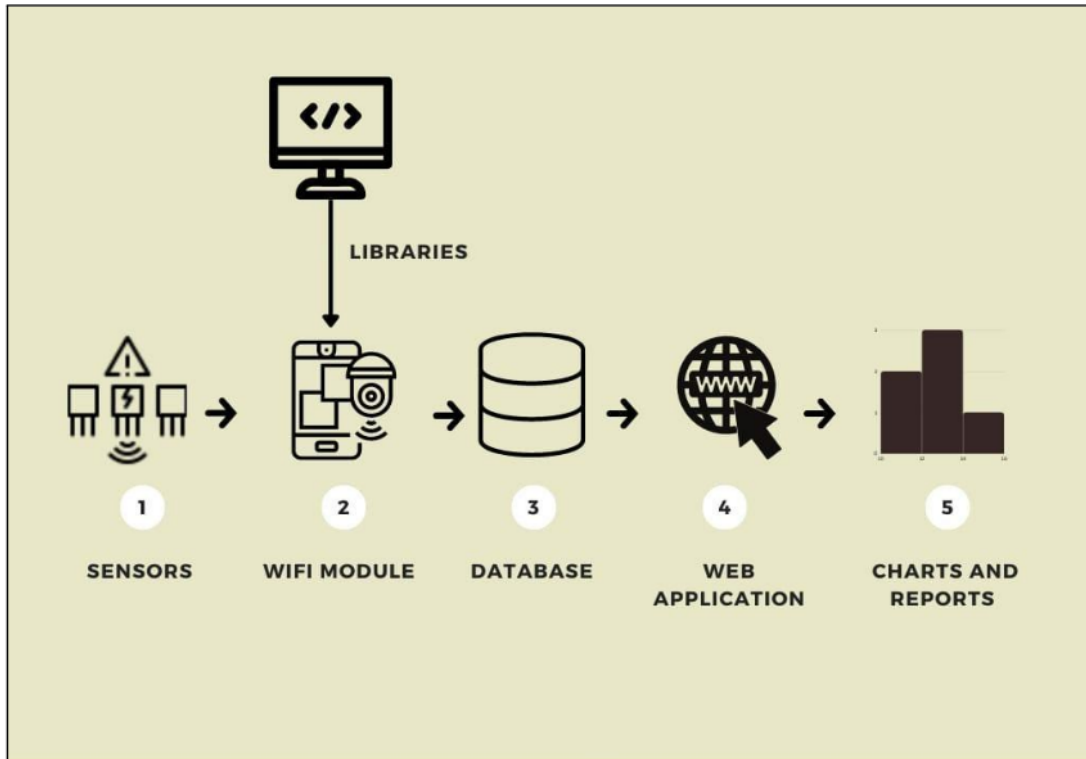 </>
LIBRARIES
WWW
1
2
3
4
5
SENSORS
WIFI MODULE
DATABASE
WEB
APPLICATION
CHARTS AND
REPORTS